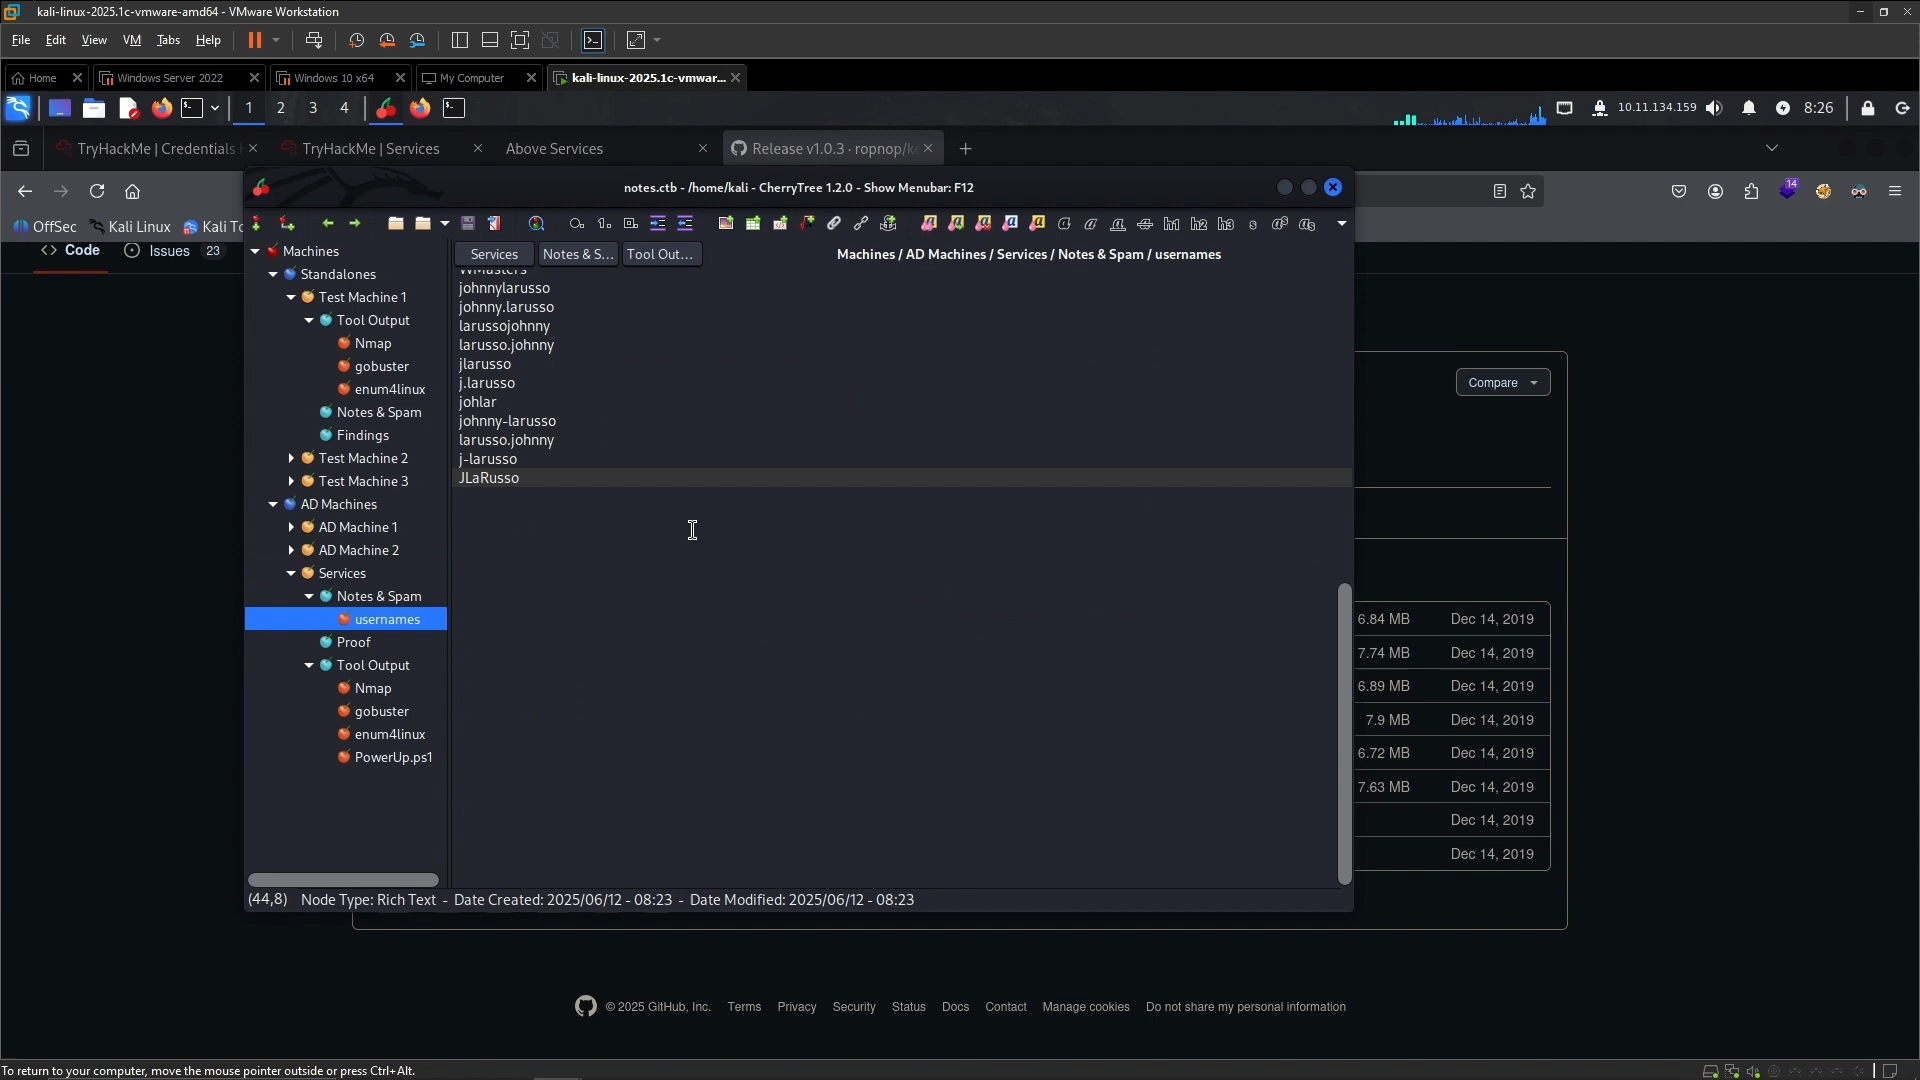 kali-linux-2025.1c-vmware-amd64 - VMware Workstation
File Edit View VM Tabs Help
Home Windows Server 2022 Windows 10 x64 My Computer kali-linux-2025.1c-vmwar...
1 2 3 4 10.11.134.159 8:26
TryHackMe | Credentials TryHackMe | Services Above Services Release v1.0.3 · ropnop/ke
notes.ctb - /home/kali - CherryTree 1.2.0 - Show Menubar: F12
14
OffSec Kali Linux Kali To
Code Issues 23
Machines
Standalones
Test Machine 1
Tool Output
Nmap
gobuster
enum4linux
Notes & Spam
Findings
Test Machine 2
Test Machine 3
AD Machines
AD Machine 1
AD Machine 2
Services
Notes & Spam
usernames
Proof
Tool Output
Nmap
gobuster
enum4linux
PowerUp.ps1
Services Notes & S... Tool Out... Machines / AD Machines / Services / Notes & Spam / usernames
WMasters
johnnylarusso
johnny.larusso
larussojohnny
larusso.johnny
jlarusso
j.larusso
johlar
johnny-larusso
larusso.johnny
j-larusso
JLaRusso
Compare
6.84 MB Dec 14, 2019
7.74 MB Dec 14, 2019
6.89 MB Dec 14, 2019
7.9 MB Dec 14, 2019
6.72 MB Dec 14, 2019
7.63 MB Dec 14, 2019
Dec 14, 2019
Dec 14, 2019
(44,8) Node Type: Rich Text - Date Created: 2025/06/12 - 08:23 - Date Modified: 2025/06/12 - 08:23
© 2025 GitHub, Inc. Terms Privacy Security Status Docs Contact Manage cookies Do not share my personal information
To return to your computer, move the mouse pointer outside or press Ctrl+Alt.